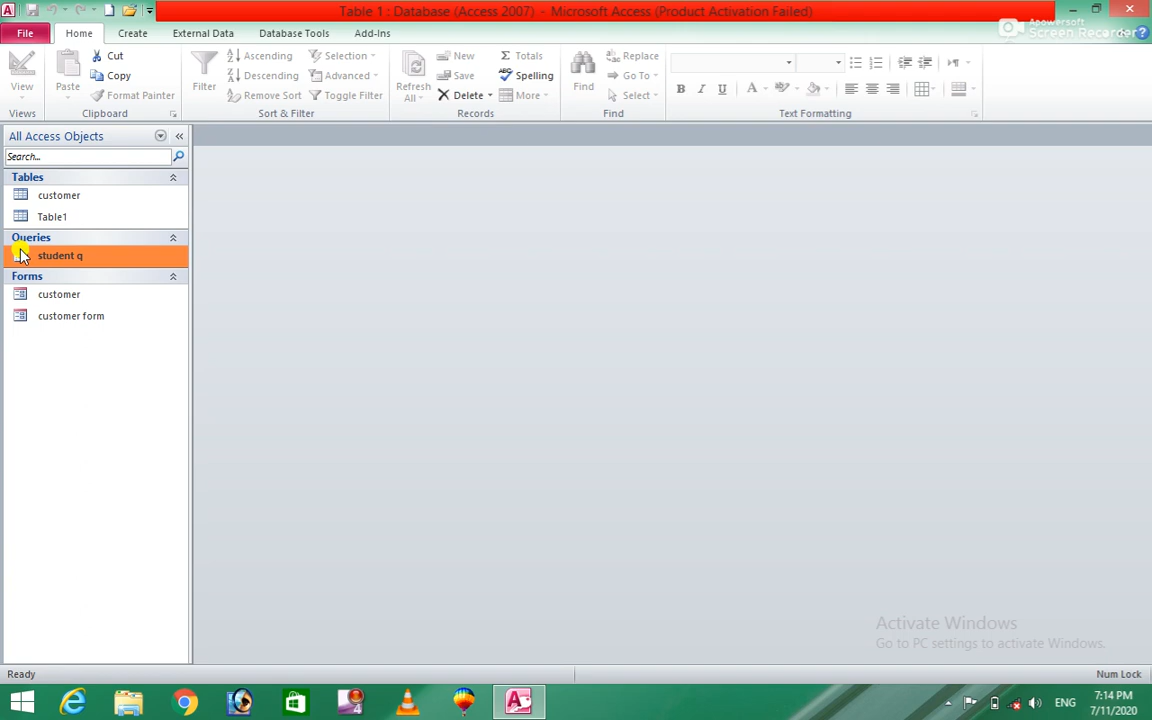 Table 1 : Database (Access 2007) - Microsoft Access (Product Activation Failed)
File Home Create External Data Database Tools Add-Ins
Apowersoft
Screen Recorder
View
Views
Paste
Cut
Copy
Format Painter
Clipboard
Filter
Ascending
Descending
Remove Sort
Selection
Advanced
Toggle Filter
Sort & Filter
Refresh
All
New
Save
Delete
Totals
Spelling
More
Records
Find
Replace
Go To
Select
Find
B I U A
Text Formatting
All Access Objects
Search...
Tables
customer
Table1
Queries
student q
Forms
customer
customer form
Activate Windows
Go to PC settings to activate Windows.
Ready
Num Lock
ENG
7:14 PM
7/11/2020